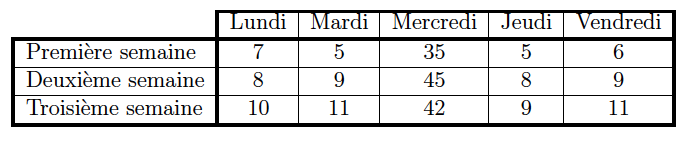 Lundi Mardi Mercredi Jeudi Vendredi
Première semaine 7 5 35 5 6
Deuxième semaine 8 9 45 8 9
Troisième semaine 10 11 42 9 11